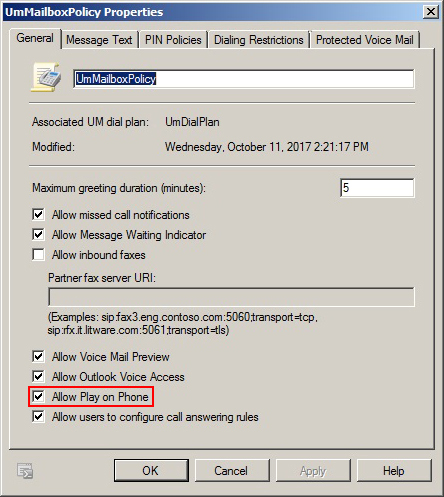 UmMailboxPolicy Properties
General
Message Text
PIN Policies
Dialing Restrictions
Protected Voice Mail
UmMailboxPolicy
Associated UM dial plan: UmDialPlan
Modified: Wednesday, October 11, 2017 2:21:17 PM
Maximum greeting duration (minutes): 5
Allow missed call notifications
Allow Message Waiting Indicator
Allow inbound faxes
Partner fax server URI:
(Examples: sip:fax3.eng.contoso.com:5060;transport=tcp,
sip:rfx.it.litware.com:5061;transport=tls)
Allow Voice Mail Preview
Allow Outlook Voice Access
Allow Play on Phone
Allow users to configure call answering rules
OK
Cancel
Apply
Help